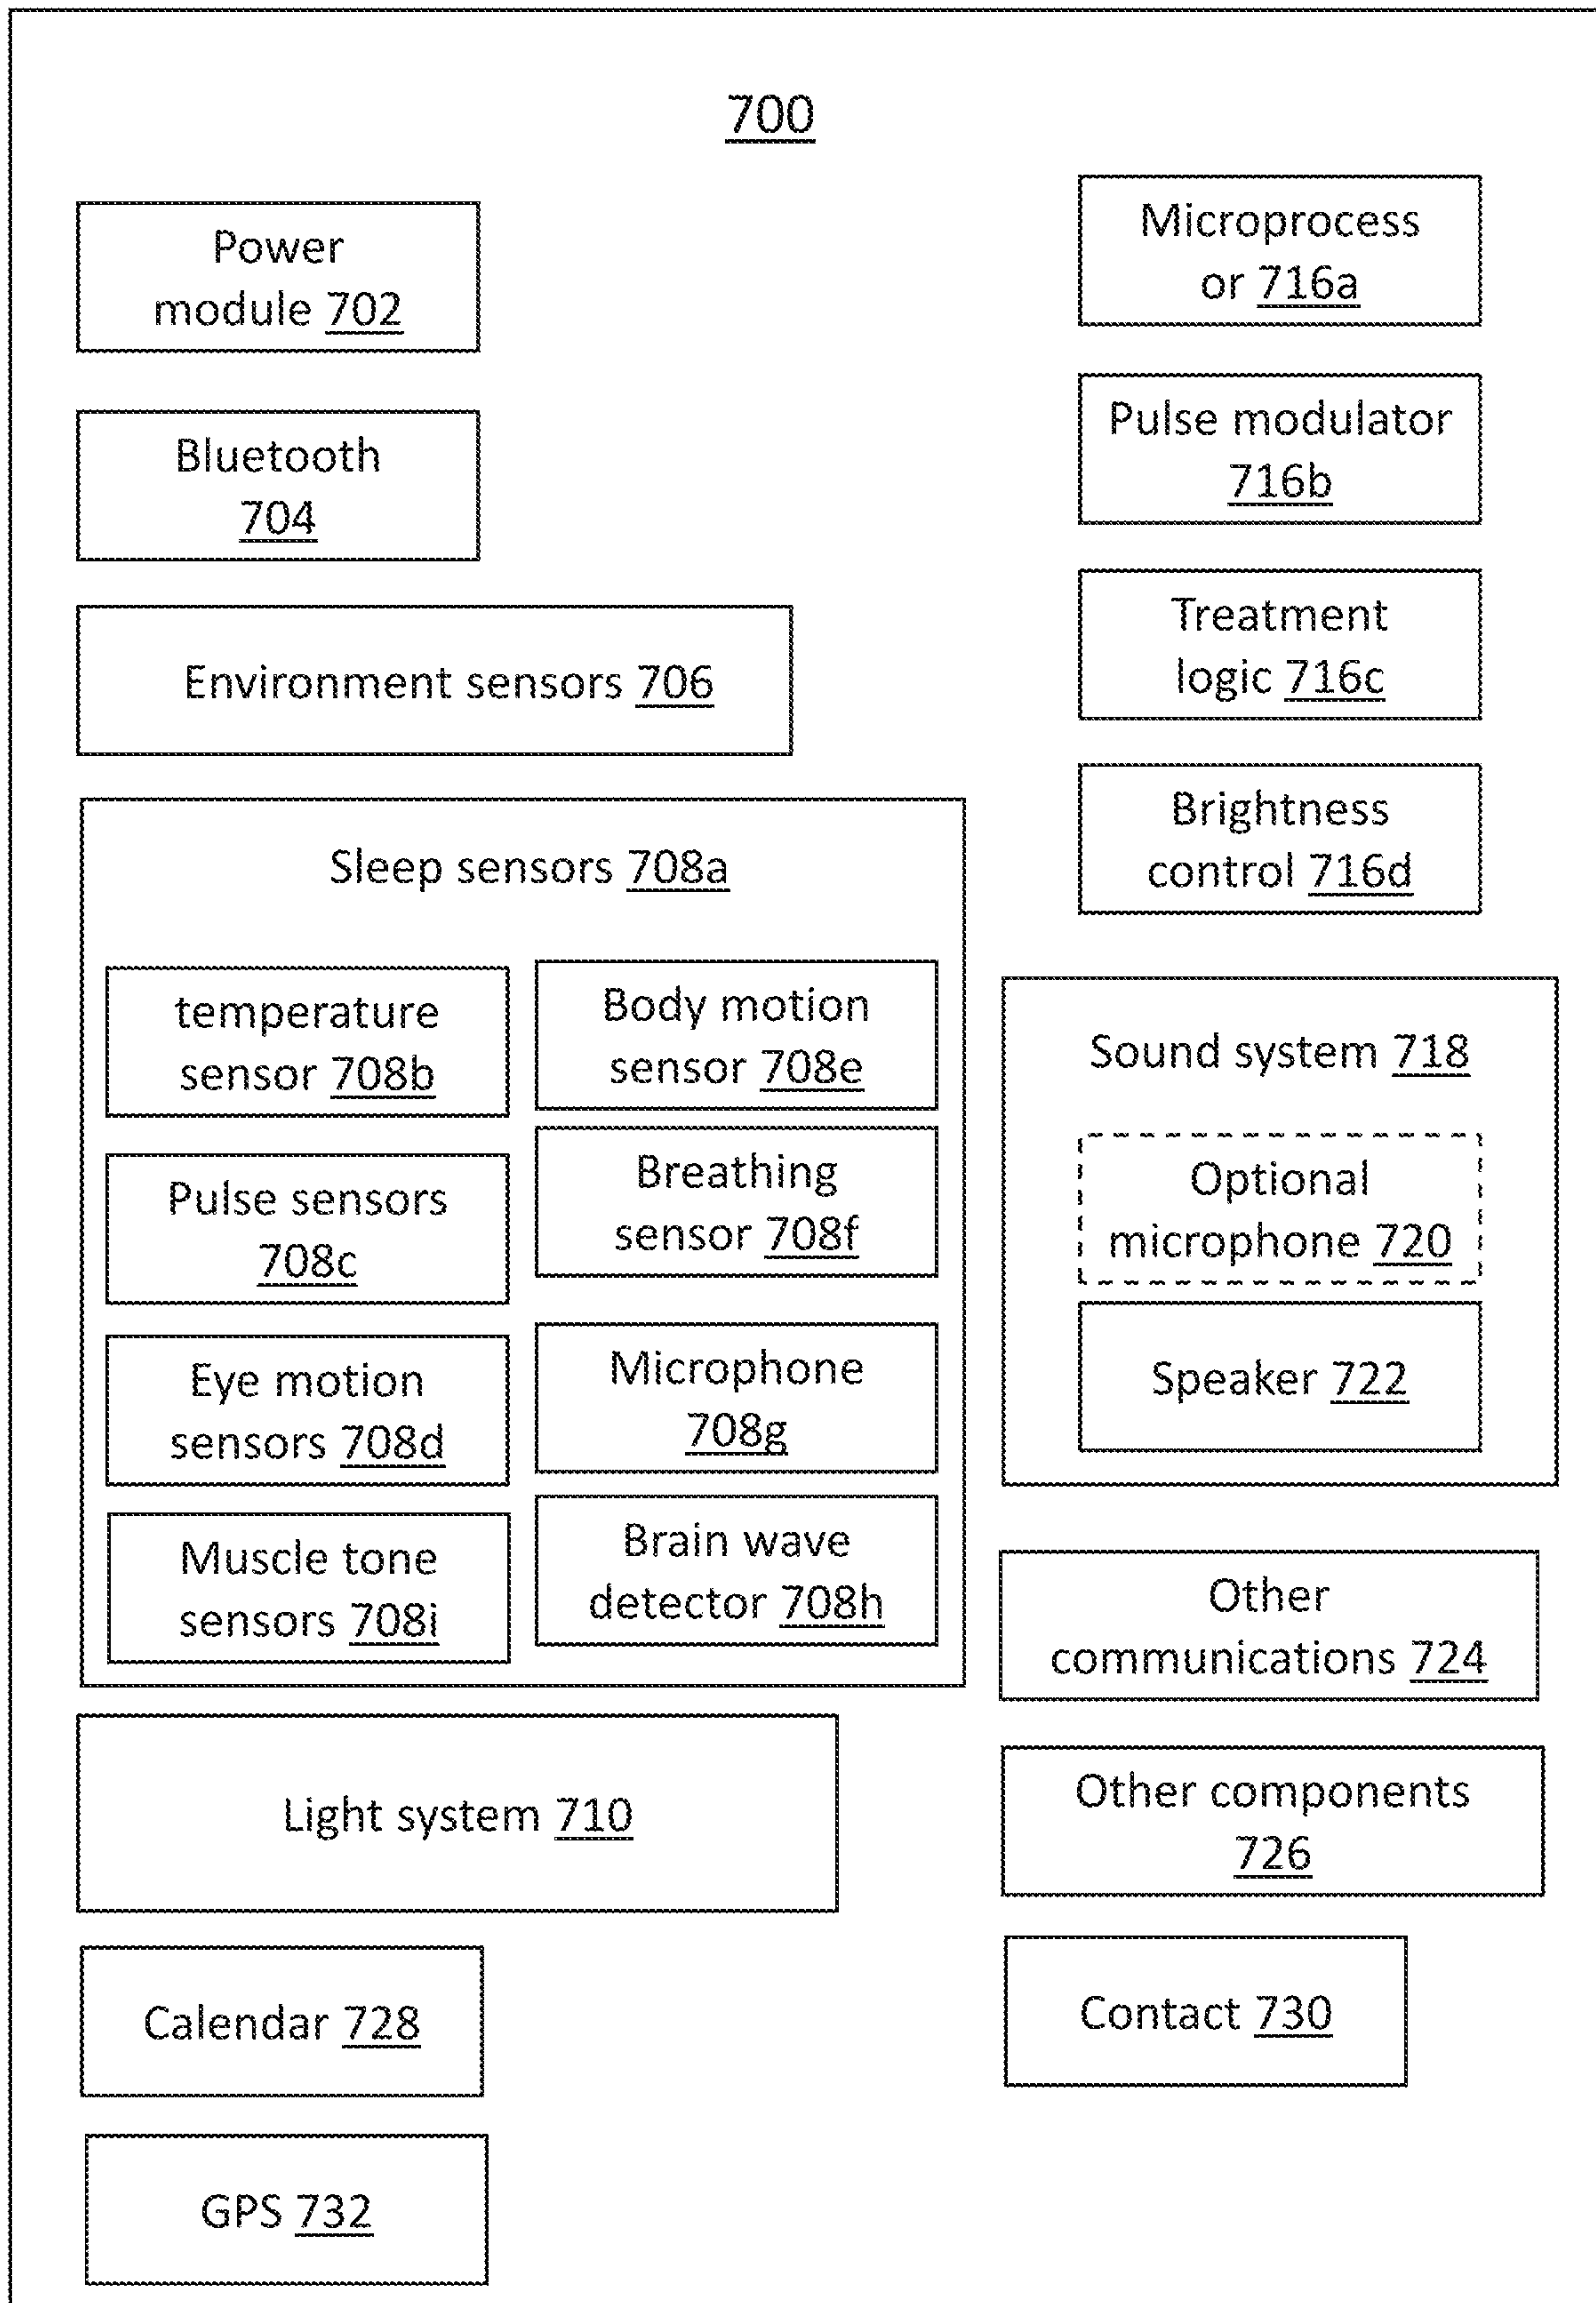 700
Power
module 702
Bluetooth
704
Environment sensors 706
Sleep sensors 708a
temperature
sensor 708b
Pulse sensors
708c
Eye motion
sensors 708d
Muscle tone
sensors 708i
Body motion
sensor 708e
Breathing
sensor 708f
Microphone
708g
Brain wave
detector 708h
Light system 710
Calendar 728
GPS 732
Microprocess
or 716a
Pulse modulator
716b
Treatment
logic 716c
Brightness
control 716d
Sound system 718
Optional
microphone 720
Speaker 722
Other
communications 724
Other components
726
Contact 730